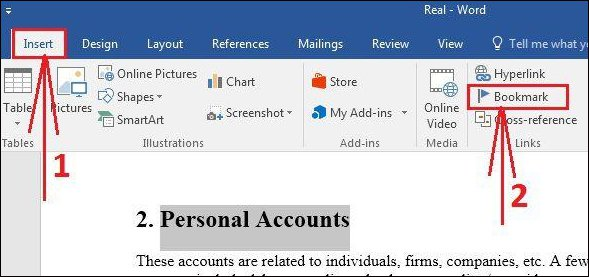 Real - Word
Insert Design Layout References Mailings Review View Tell me what yo
Table Pictures Online Pictures Shapes SmartArt Chart Screenshot Store My Add-ins Online Video Hyperlink Bookmark Cross-reference
Tables Illustrations Add-ins Media Links
1
2
2. Personal Accounts
These accounts are related to individuals, firms, companies, etc. A few